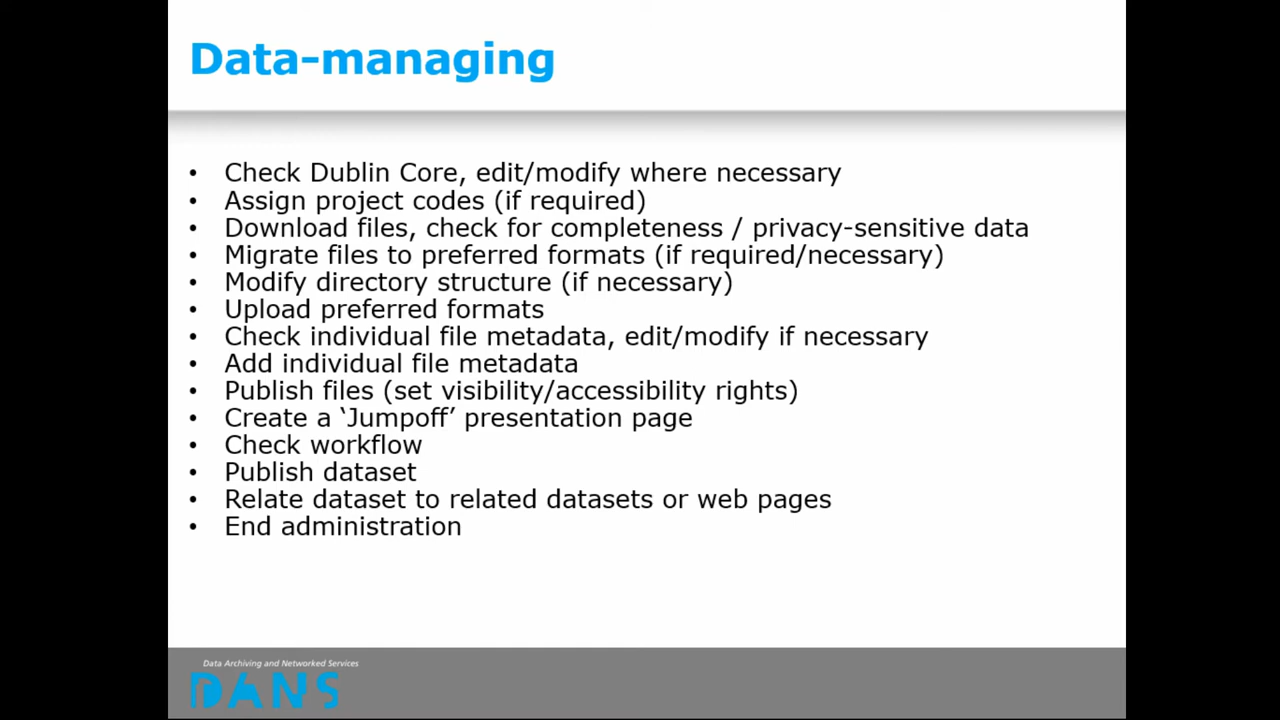 Data-managing
• Check Dublin Core, edit/modify where necessary
• Assign project codes (if required)
• Download files, check for completeness / privacy-sensitive data
• Migrate files to preferred formats (if required/necessary)
• Modify directory structure (if necessary)
• Upload preferred formats
• Check individual file metadata, edit/modify if necessary
• Add individual file metadata
• Publish files (set visibility/accessibility rights)
• Create a ‘Jumpoff’ presentation page
• Check workflow
• Publish dataset
• Relate dataset to related datasets or web pages
• End administration
Data Archiving and Networked Services
DANS